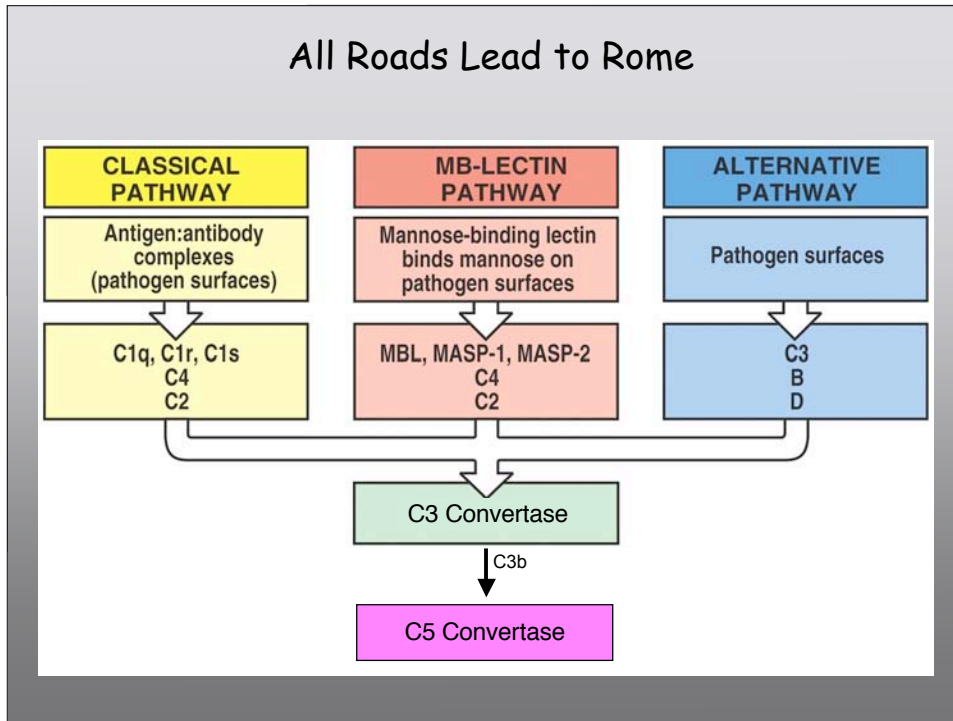 All Roads Lead to Rome
CLASSICAL
PATHWAY
Antigen:antibody
complexes
(pathogen surfaces)
C1q, C1r, C1s
C4
C2
MB-LECTIN
PATHWAY
Mannose-binding lectin
binds mannose on
pathogen surfaces
MBL, MASP-1, MASP-2
C4
C2
ALTERNATIVE
PATHWAY
Pathogen surfaces
C3
B
D
C3 Convertase
C3b
C5 Convertase